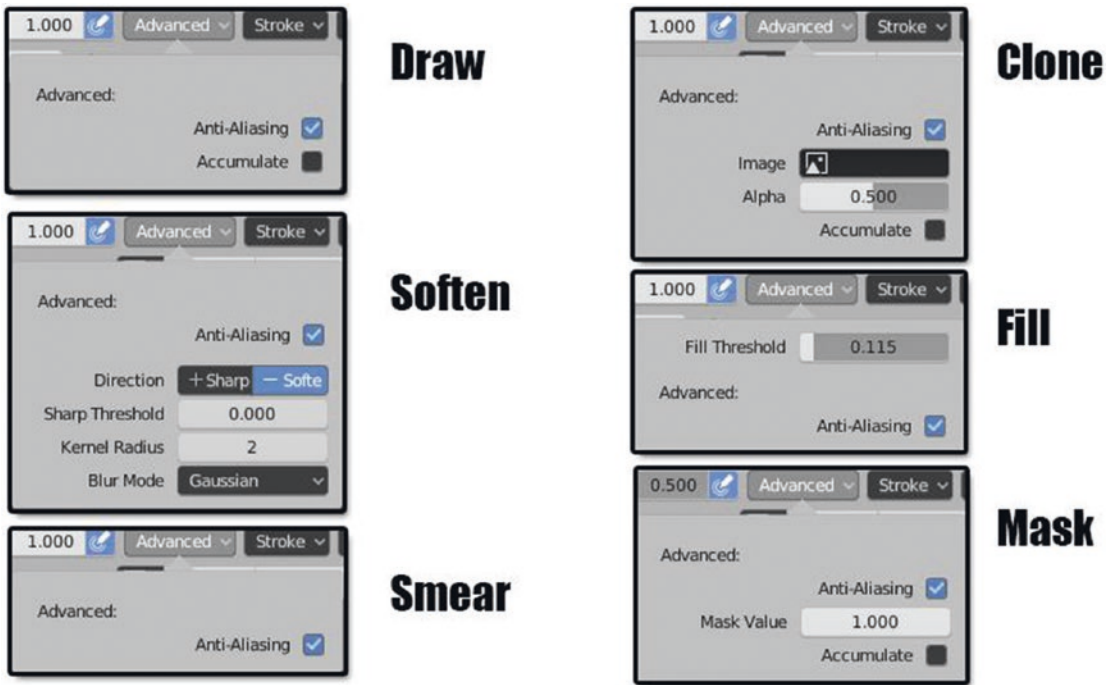 1.000 Advanced Stroke
Advanced:
Anti-Aliasing
Accumulate
Draw
1.000 Advanced Stroke
Advanced:
Anti-Aliasing
Direction + Sharp − Softe
Sharp Threshold 0.000
Kernel Radius 2
Blur Mode Gaussian
Soften
1.000 Advanced Stroke
Advanced:
Anti-Aliasing
Smear
1.000 Advanced Stroke
Advanced:
Anti-Aliasing
Image
Alpha 0.500
Accumulate
Clone
1.000 Advanced Stroke
Fill Threshold 0.115
Advanced:
Anti-Aliasing
Fill
0.500 Advanced Stroke
Advanced:
Anti-Aliasing
Mask Value 1.000
Accumulate
Mask